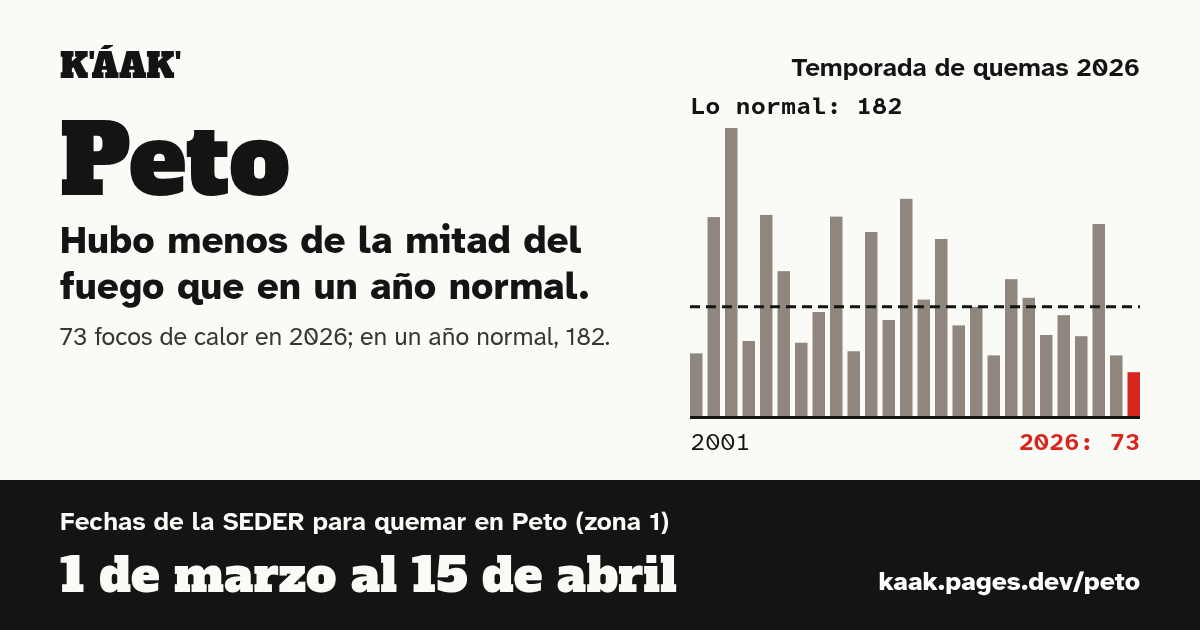 K'ÁAK'
Peto
Hubo menos de la mitad del
fuego que en un año normal.
73 focos de calor en 2026; en un año normal, 182.
Temporada de quemas 2026
Lo normal: 182
2001
2026: 73
Fechas de la SEDER para quemar en Peto (zona 1)
1 de marzo al 15 de abril
kaak.pages.dev/peto